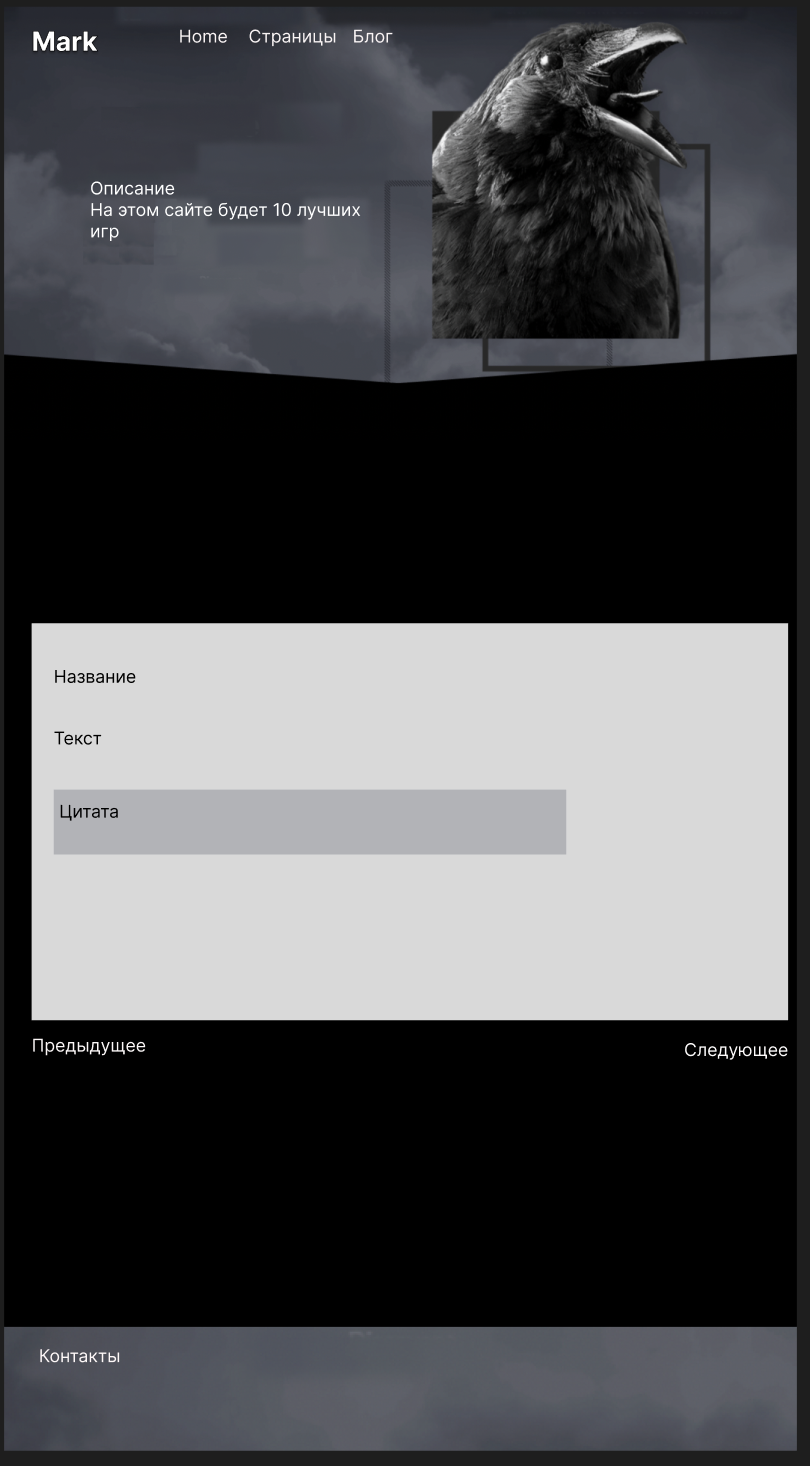 Mark
Home Страницы Блог
Описание
На этом сайте будет 10 лучших
игр
Название
Текст
Цитата
Предыдущее
Следующее
Контакты